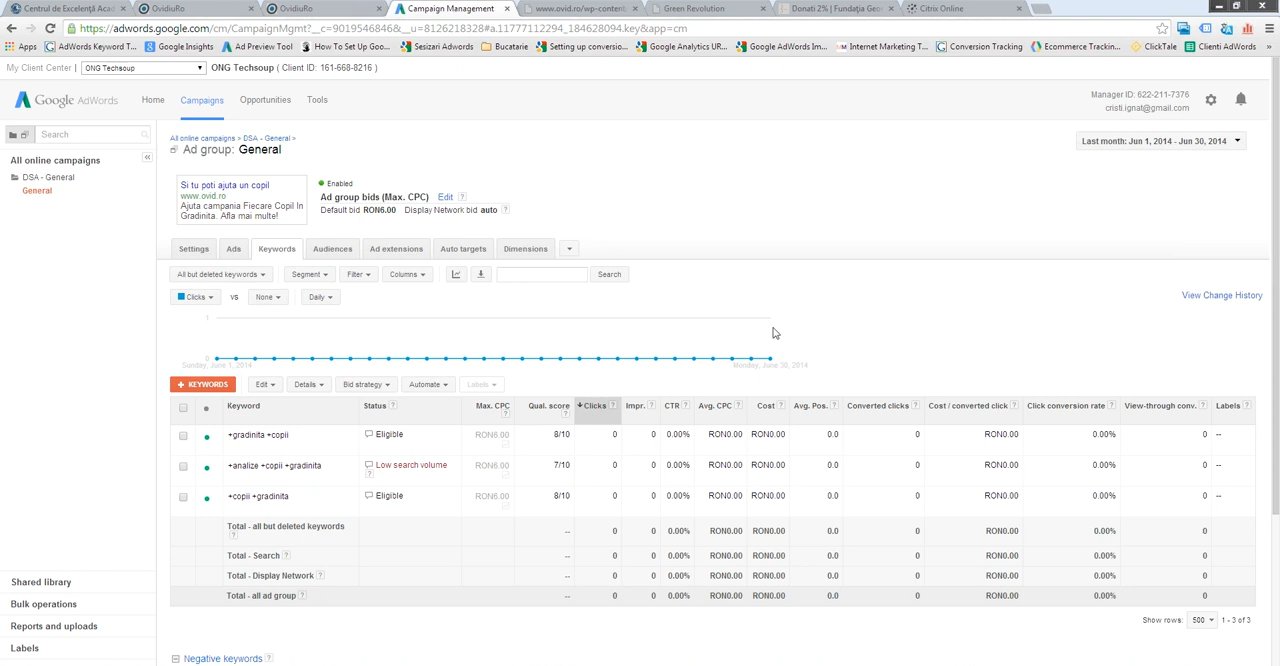 Centrul de Excelență Aca
OvidiuRo
OvidiuRo
Campaign Management
www.ovid.ro/wp-content
Green Revolution
Donati 2% | Fundația Geo
Citrix Online
https://adwords.google.com/cm/CampaignMgmt?__c=9019546846&__u=8126218328#a.11777112294_184628094.key&app=cm
Apps
AdWords Keyword T...
Google Insights
Ad Preview Tool
How To Set Up Goo...
Sesizari Adwords
Bucatarie
Setting up conversio...
Google Analytics UR...
Google AdWords Im...
Internet Marketing T...
Conversion Tracking
Ecommerce Trackin...
ClickTale
Clienti AdWords
»
My Client Center | ONG Techsoup ONG Techsoup ( Client ID: 161-668-8216 )
Google AdWords
Home Campaigns Opportunities Tools
Manager ID: 622-211-7376
cristi.ignat@gmail.com
Search
All online campaigns > DSA - General >
Ad group: General
Last month: Jun 1, 2014 - Jun 30, 2014
All online campaigns
DSA - General
General
Si tu poti ajuta un copil
www.ovid.ro
Ajuta campania Fiecare Copil In
Gradinita. Afla mai multe!
Enabled
Ad group bids (Max. CPC) Edit ?
Default bid RON6.00 Display Network bid auto ?
Settings Ads Keywords Audiences Ad extensions Auto targets Dimensions
All but deleted keywords Segment Filter Columns Search
Clicks vs None Daily
View Change History
1
0
Sunday, June 1, 2014 Monday, June 30, 2014
+ KEYWORDS Edit Details Bid strategy Automate Labels
Keyword Status ? Max. CPC ? Qual. score ? Clicks ? Impr. ? CTR ? Avg. CPC ? Cost ? Avg. Pos. ? Converted clicks ? Cost / converted click ? Click conversion rate ? View-through conv. ? Labels ?
+gradinita +copii Eligible RON6.00 8/10 0 0 0.00% RON0.00 RON0.00 0.0 0 RON0.00 0.00% 0 --
+analize +copii +gradinita Low search volume ? RON6.00 7/10 0 0 0.00% RON0.00 RON0.00 0.0 0 RON0.00 0.00% 0 --
+copii +gradinita Eligible RON6.00 8/10 0 0 0.00% RON0.00 RON0.00 0.0 0 RON0.00 0.00% 0 --
Total - all but deleted keywords ? -- 0 0 0.00% RON0.00 RON0.00 0.0 0 RON0.00 0.00% 0
Total - Search ? -- 0 0 0.00% RON0.00 RON0.00 0.0 0 RON0.00 0.00% 0
Total - Display Network ? -- 0 0 0.00% RON0.00 RON0.00 0.0 0 RON0.00 0.00% 0
Total - all ad group ? -- 0 0 0.00% RON0.00 RON0.00 0.0 0 RON0.00 0.00% 0
Show rows: 500 1 - 3 of 3
Shared library
Bulk operations
Reports and uploads
Labels
Negative keywords ?